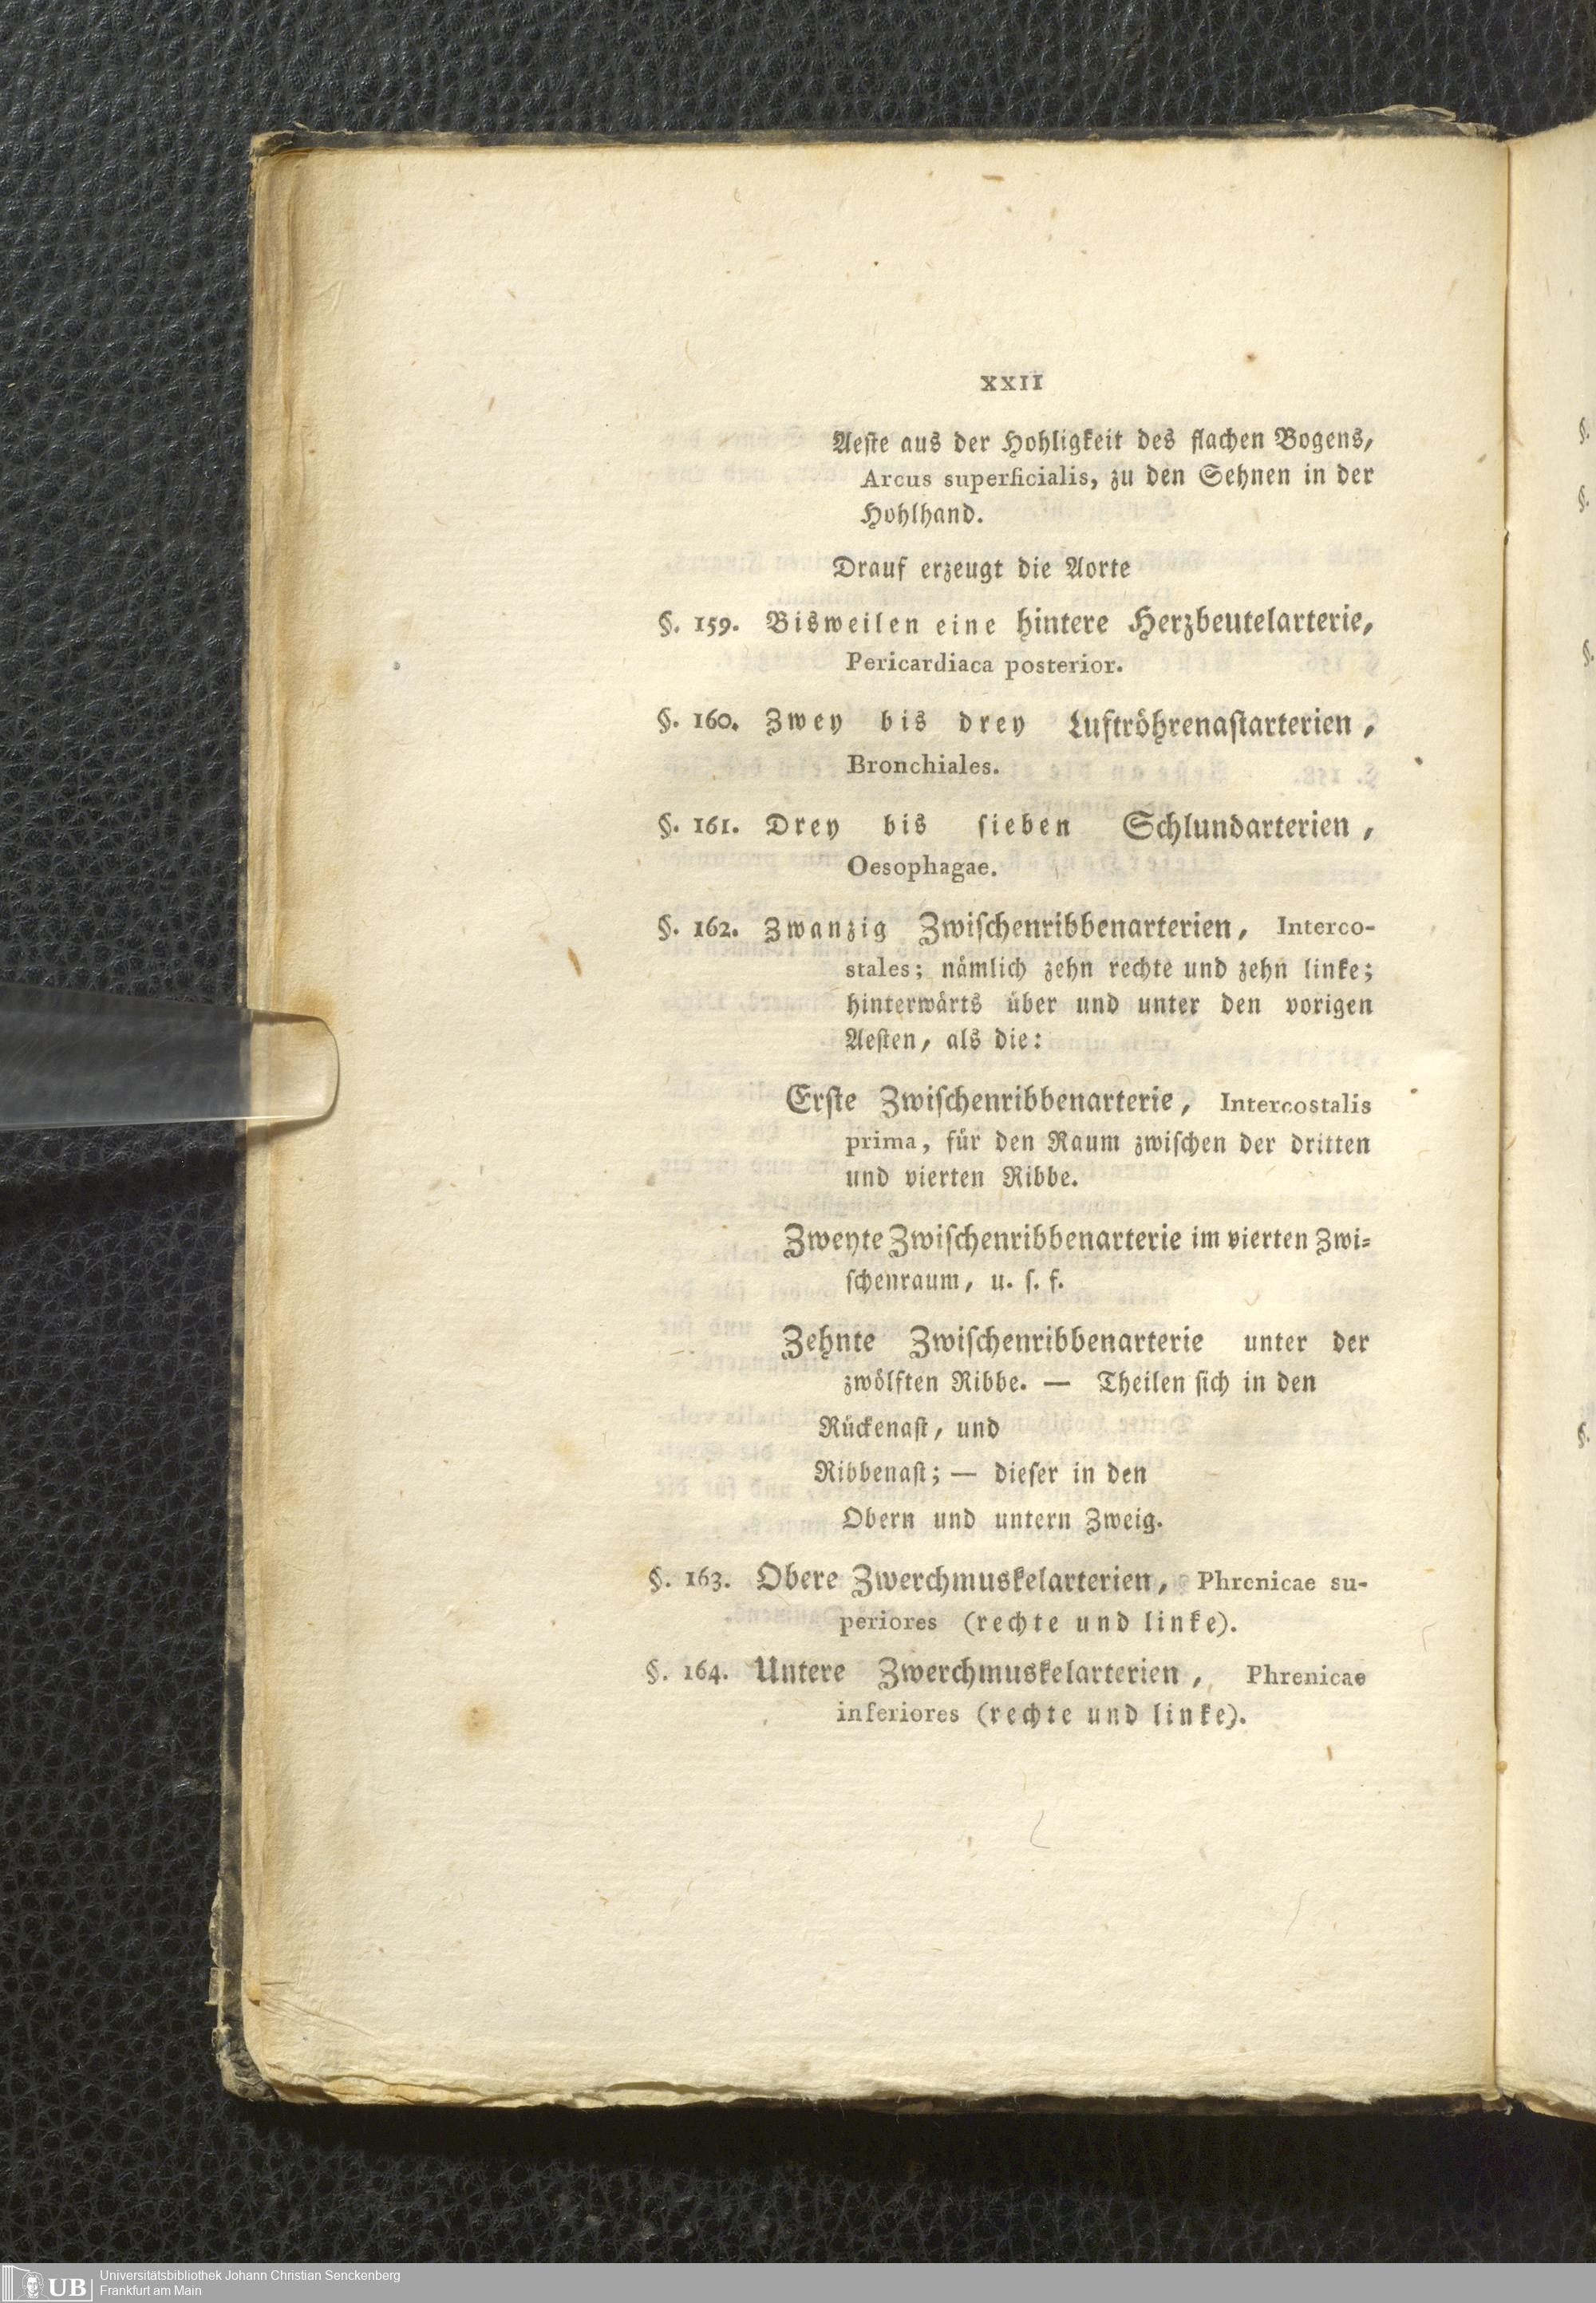 XXII
Aeſte aus der Hohligkeit des flachen Bogens,
Arcus superficialis, zu den Sehnen in der
Hohlhand.
Drauf erzeugt die Aorte
§. 159. Bisweilen eine hintere Herzbeutelarterie,
Pericardiaca posterior.
§. 160. Zwey bis drey Luftröhrenaſtarterien,
Bronchiales.
§. 161. Drey bis ſieben Schlundarterien,
Oesophagae.
§. 162. Zwanzig Zwiſchenribbenarterien, Interco-
stales; nämlich zehn rechte und zehn linke;
hinterwärts über und unter den vorigen
Aeſten, als die:
Erſte Zwiſchenribbenarterie, Intercostalis
prima, für den Raum zwiſchen der dritten
und vierten Ribbe.
Zweyte Zwiſchenribbenarterie im vierten Zwi-
ſchenraum, u. ſ. f.
Zehnte Zwiſchenribbenarterie unter der
zwölften Ribbe. — Theilen ſich in den
Rückenaſt, und
Ribbenaſt; — dieſer in den
Obern und untern Zweig.
§. 163. Obere Zwerchmuskelarterien, Phrenicae su-
periores (rechte und linke).
§. 164. Untere Zwerchmuskelarterien, Phrenicae
inferiores (rechte und linke).
§.
§.
§.
§.
UB
Universitätsbibliothek Johann Christian Senckenberg
Frankfurt am Main